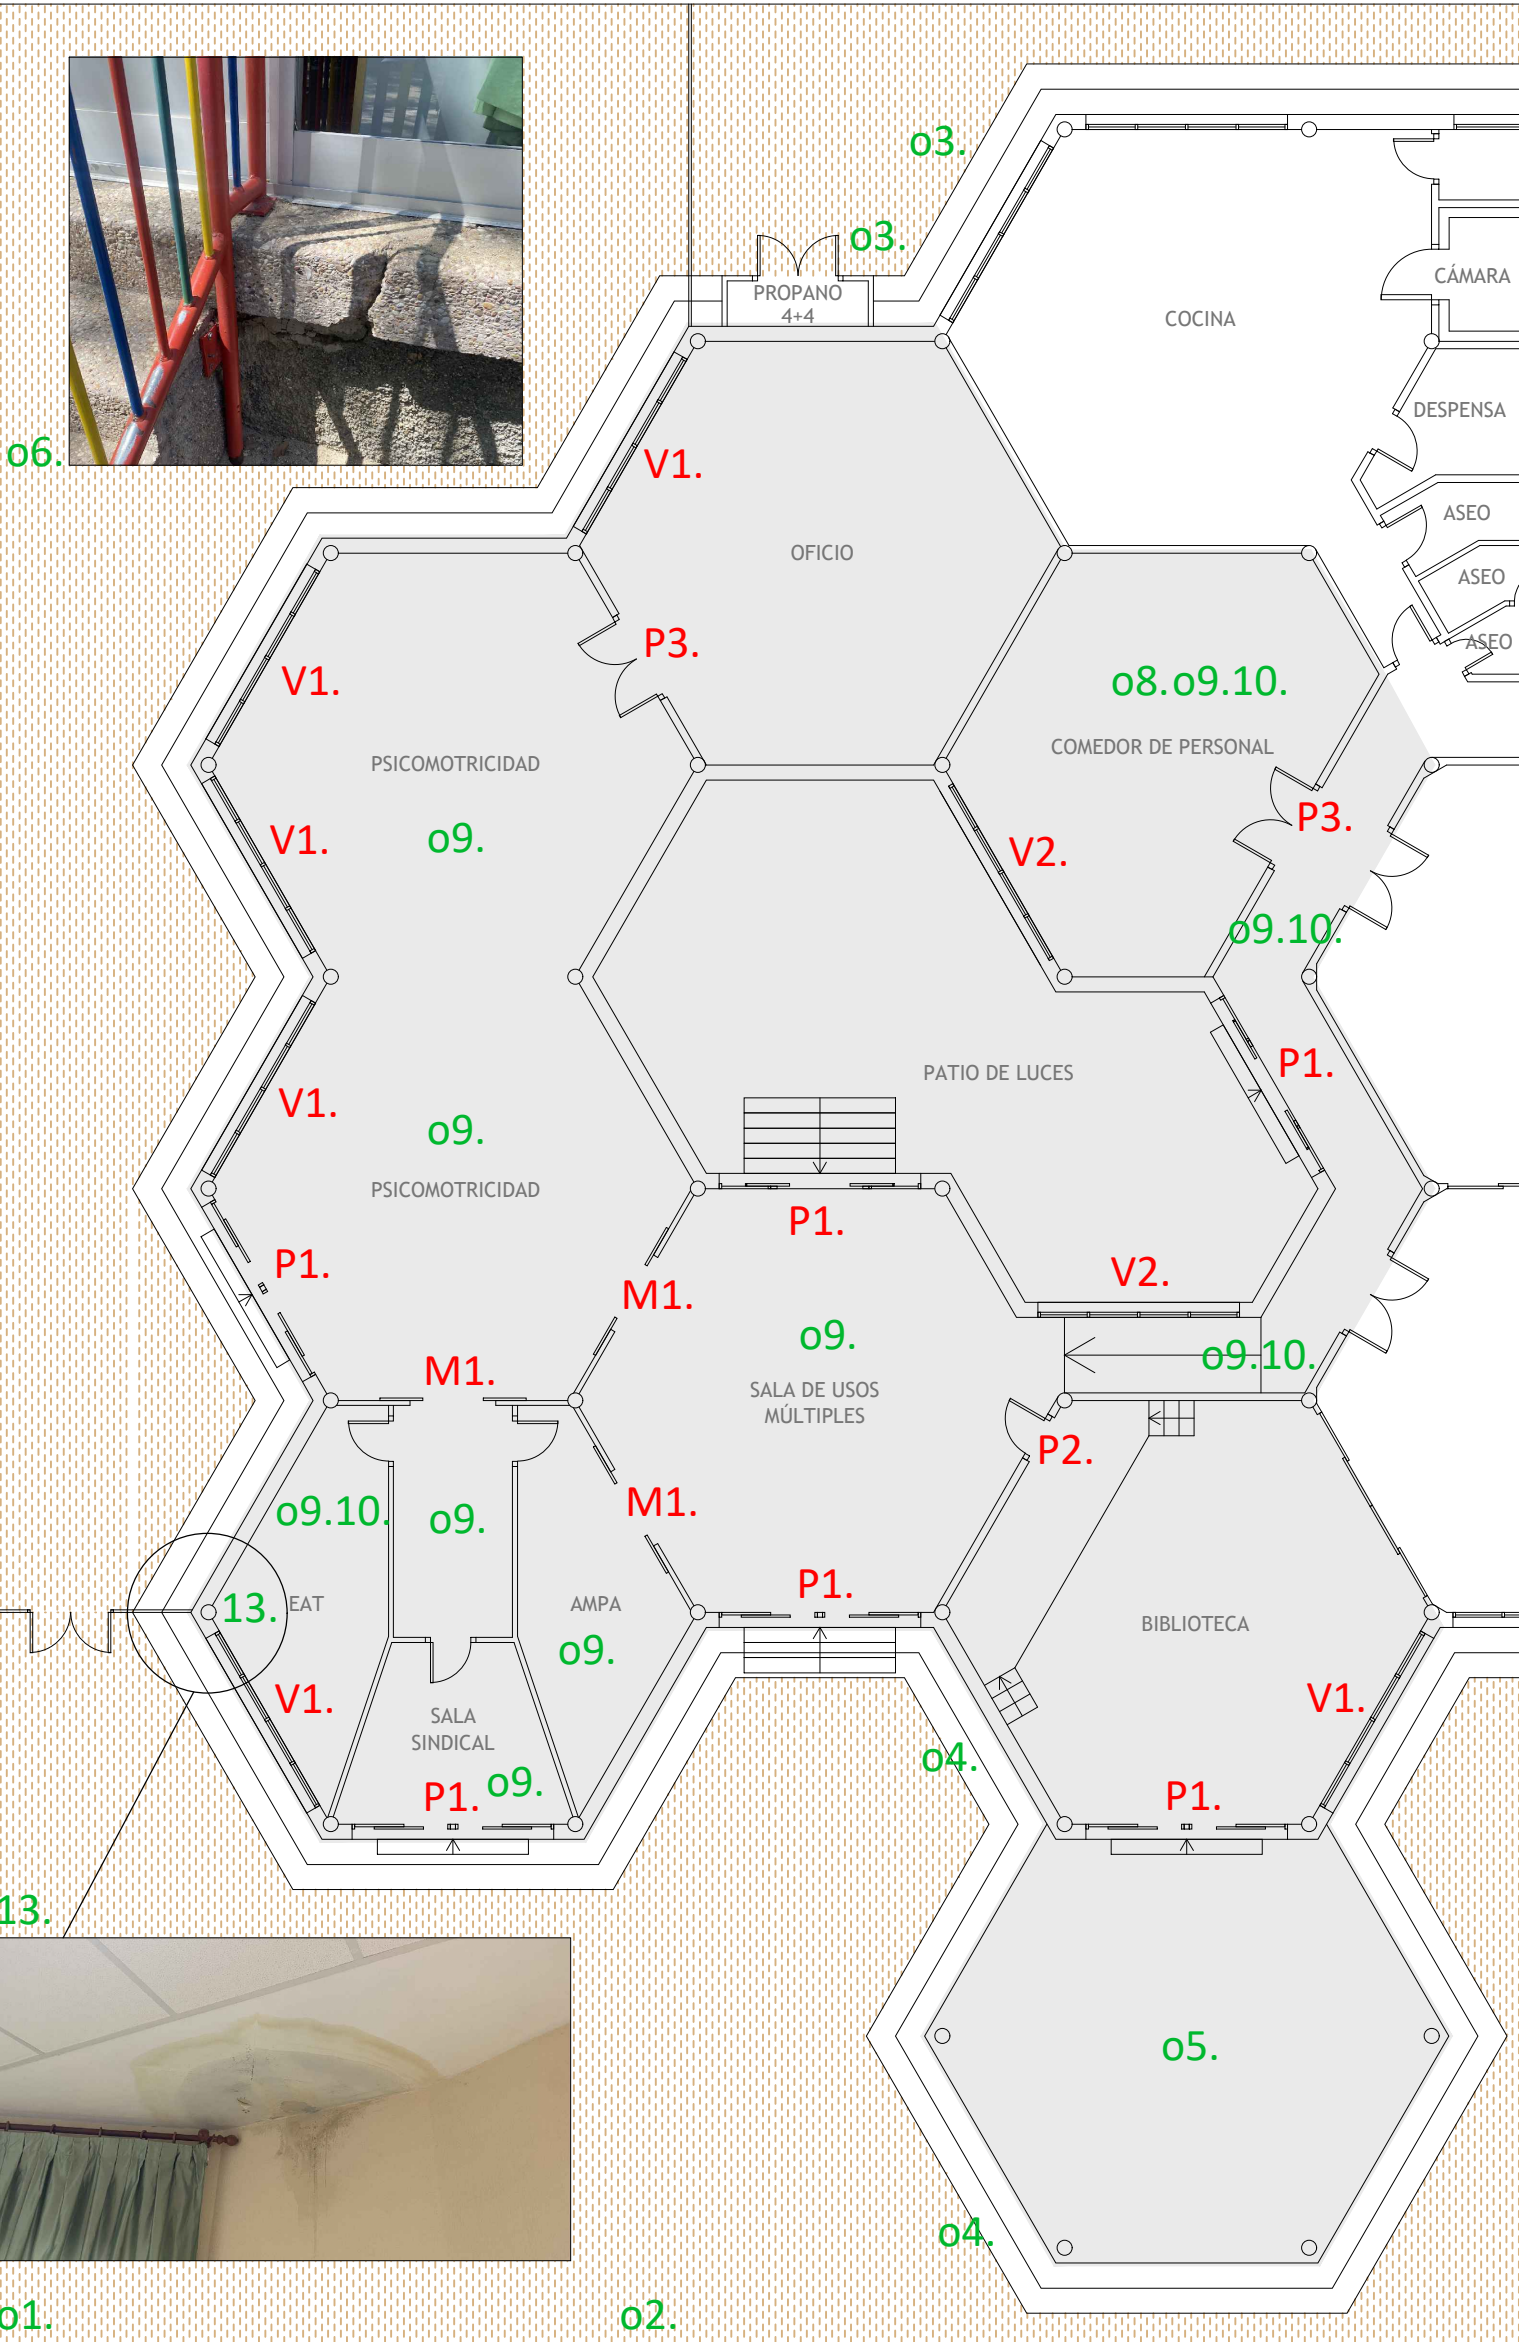 o3.
o3.
PROPANO
4+4
COCINA
CÁMARA
DESPENSA
o6.
V1.
ASEO
OFICIO
ASEO
P3.
ASEO
V1.
o8.o9.10.
COMEDOR DE PERSONAL
PSICOMOTRICIDAD
P3.
V1.
o9.
V2.
o9.10.
P1.
PATIO DE LUCES
V1.
o9.
PSICOMOTRICIDAD
P1.
P1.
V2.
M1.
o9.
o9.10.
M1.
SALA DE USOS
MÚLTIPLES
P2.
M1.
o9.10.
o9.
P1.
13.
EAT
AMPA
BIBLIOTECA
o9.
V1.
V1.
SALA
SINDICAL
o4.
P1.
o9.
P1.
13.
o5.
o4.
o1.
o2.